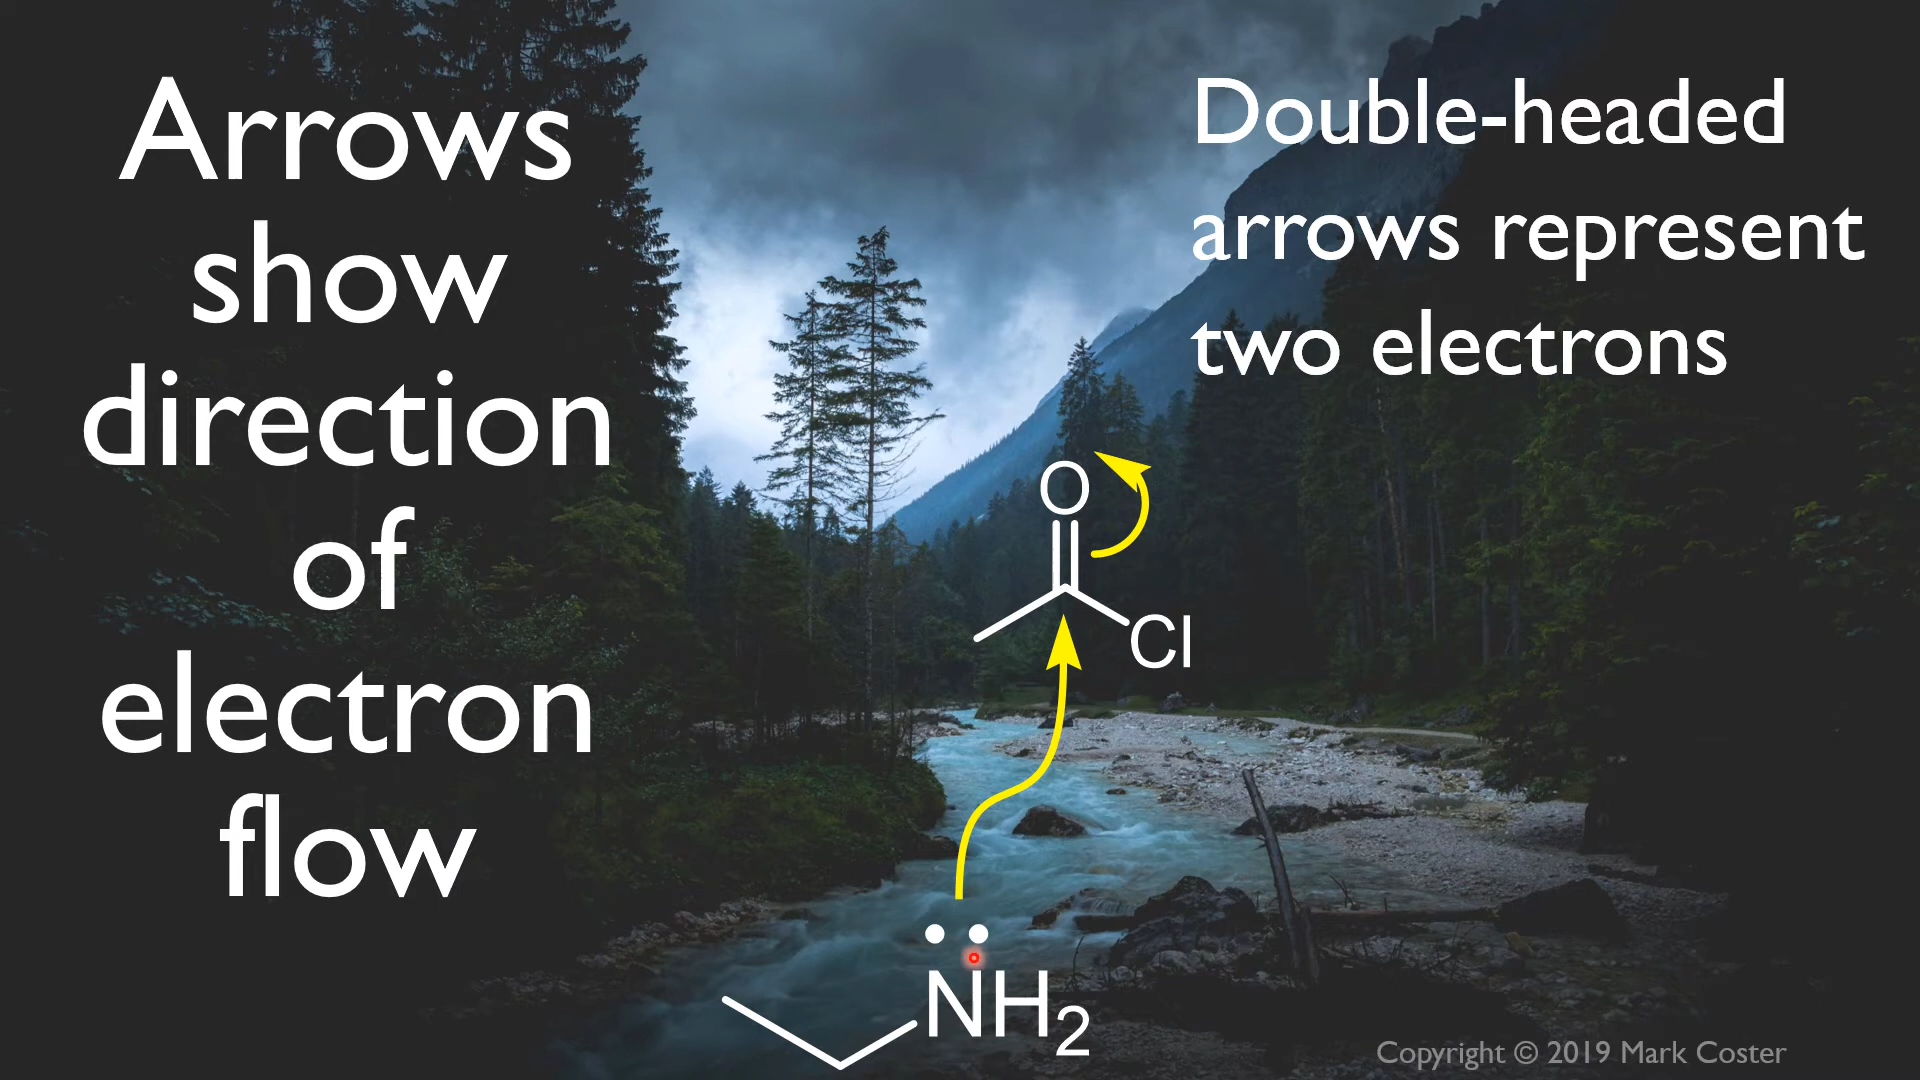 Arrows
show
direction
of
electron
flow
Double-headed
arrows represent
two electrons
O
Cl
NH₂
Copyright © 2019 Mark Coster